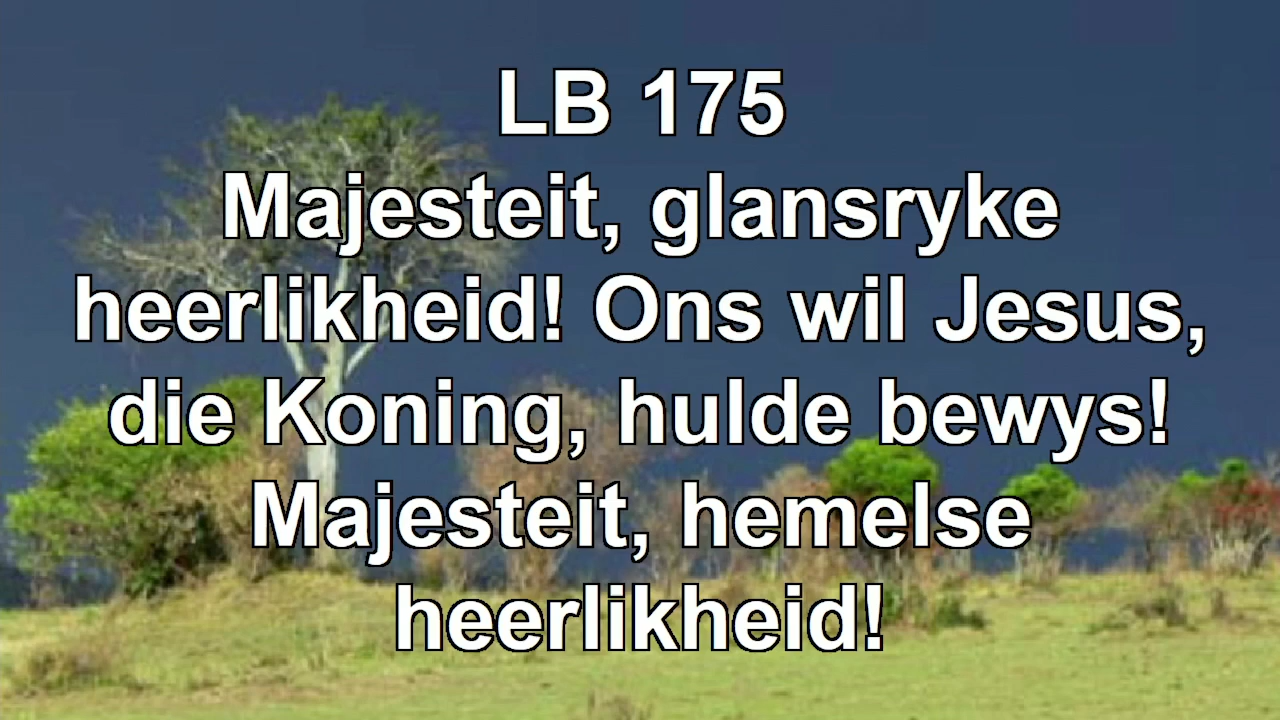 LB 175
Majesteit, glansryke
heerlikheid! Ons wil Jesus,
die Koning, hulde bewys!
Majesteit, hemelse
heerlikheid!